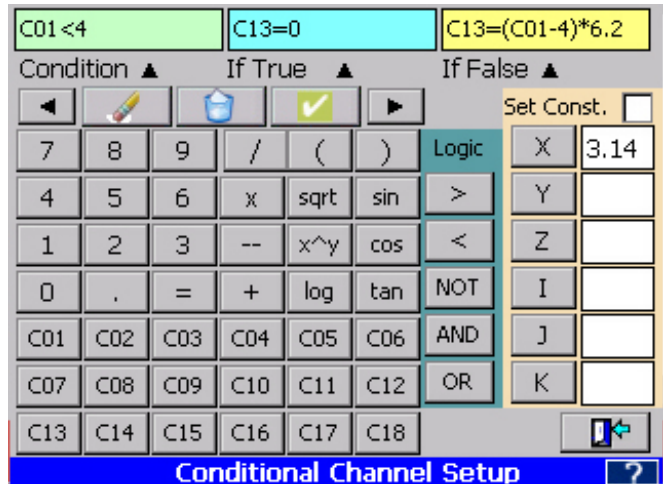 C01<4 C13=0 C13=(C01-4)*6.2
Condition ▲ If True ▲ If False ▲
Set Const.
7 8 9 / ( ) Logic X 3.14
4 5 6 x sqrt sin > Y
1 2 3 -- x^y cos < Z
0 . = + log tan NOT I
C01 C02 C03 C04 C05 C06 AND J
C07 C08 C09 C10 C11 C12 OR K
C13 C14 C15 C16 C17 C18
Conditional Channel Setup ?